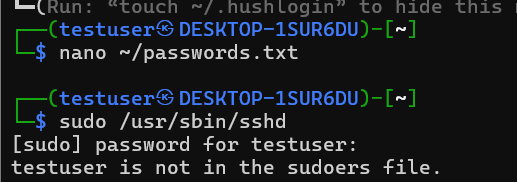 (Run: “touch ~/.hushlogin” to hide this
(testuser㉿DESKTOP-1SUR6DU)-[~]
$ nano ~/passwords.txt
(testuser㉿DESKTOP-1SUR6DU)-[~]
$ sudo /usr/sbin/sshd
[sudo] password for testuser:
testuser is not in the sudoers file.